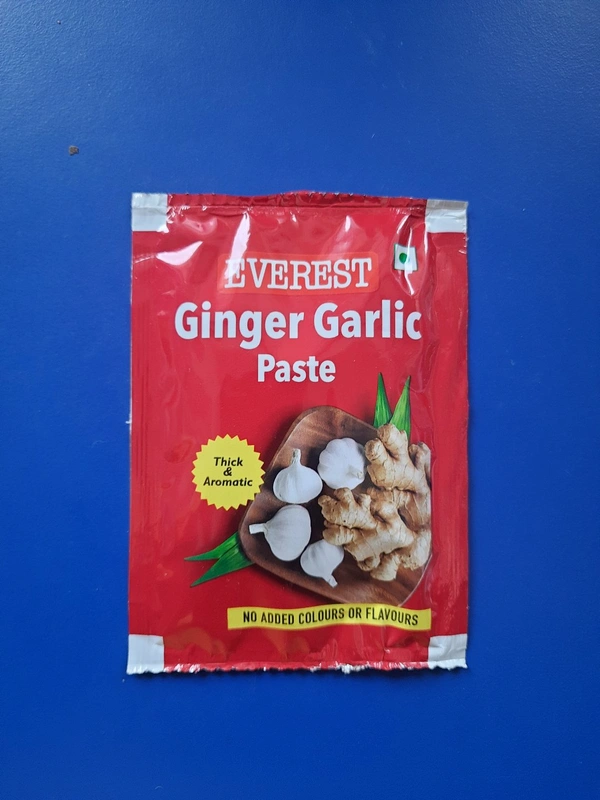 EVEREST
Ginger Garlic
Paste
Thick
&
Aromatic
NO ADDED COLOURS OR FLAVOURS